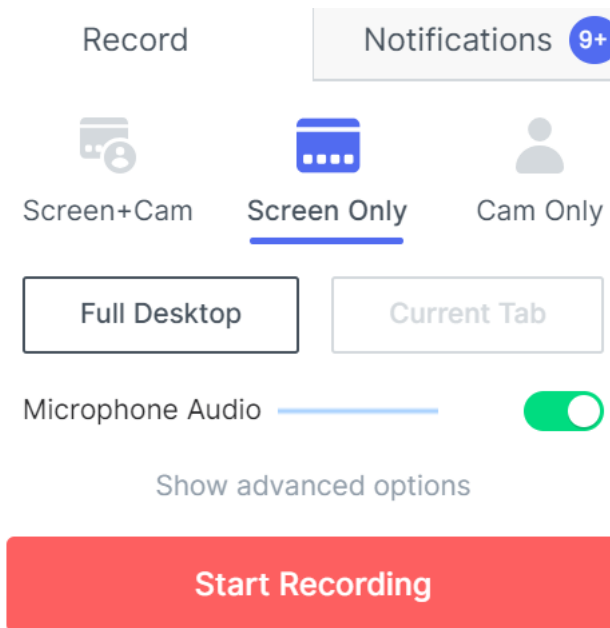 Record
Notifications 9+
Screen+Cam Screen Only Cam Only
Full Desktop Current Tab
Microphone Audio
Show advanced options
Start Recording